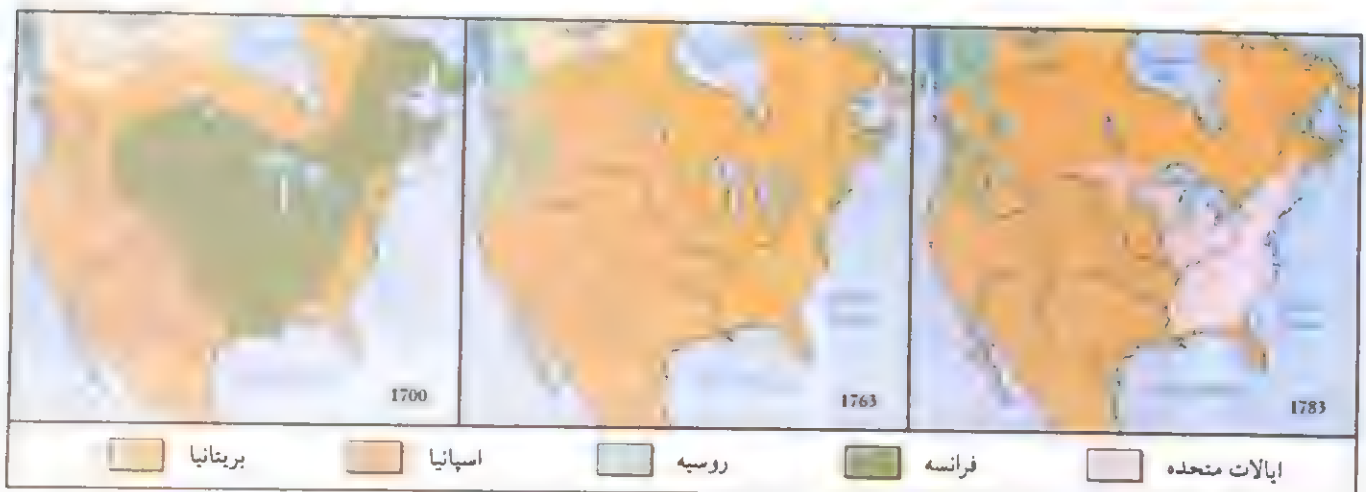 1700
1763
1783
ایالات متحده
فرانسه
روسیه
اسپانیا
بریتانیا